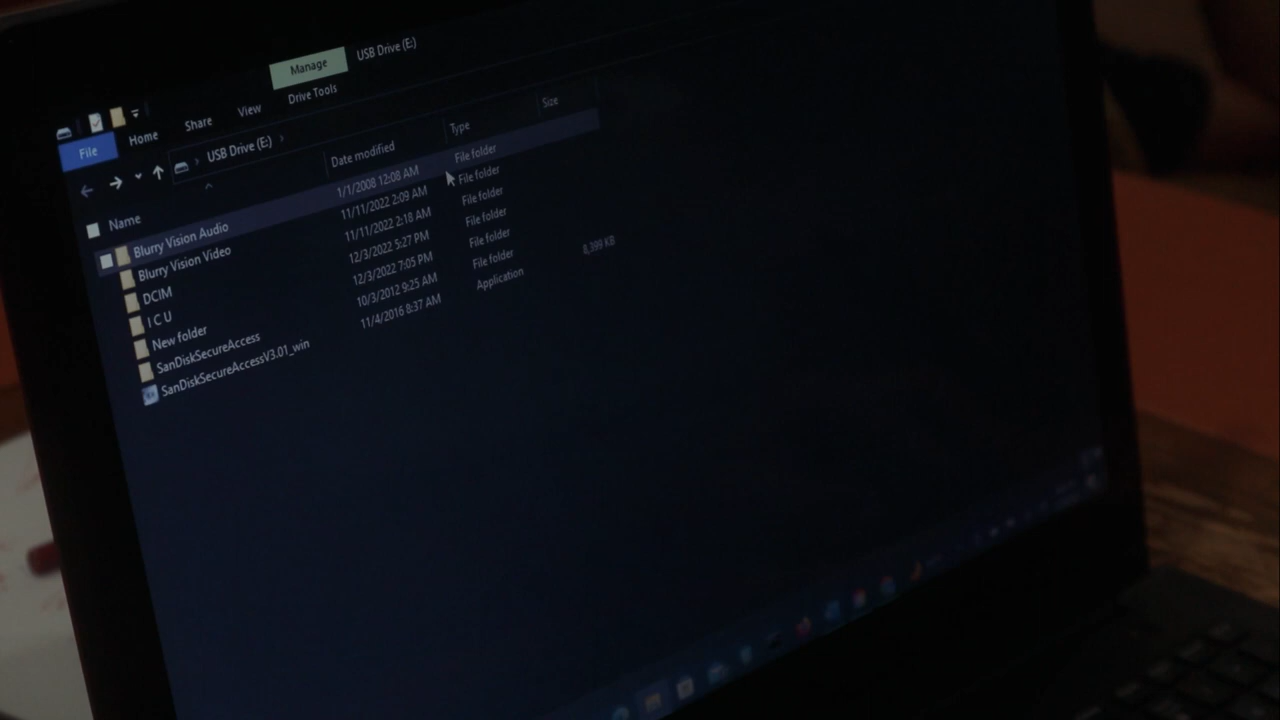 Manage USB Drive (E:)
File Home Share View Drive Tools
USB Drive (E:)
Name Date modified Type Size
Blurry Vision Audio 1/1/2008 12:08 AM File folder
Blurry Vision Video 11/11/2022 2:09 AM File folder
DCIM 11/11/2022 2:18 AM File folder
I C U 12/3/2022 5:27 PM File folder
New folder 12/3/2022 7:05 PM File folder
SanDiskSecureAccess 10/3/2012 9:25 AM File folder
SanDiskSecureAccessV3.01_win 11/4/2016 8:37 AM Application 8,399 KB